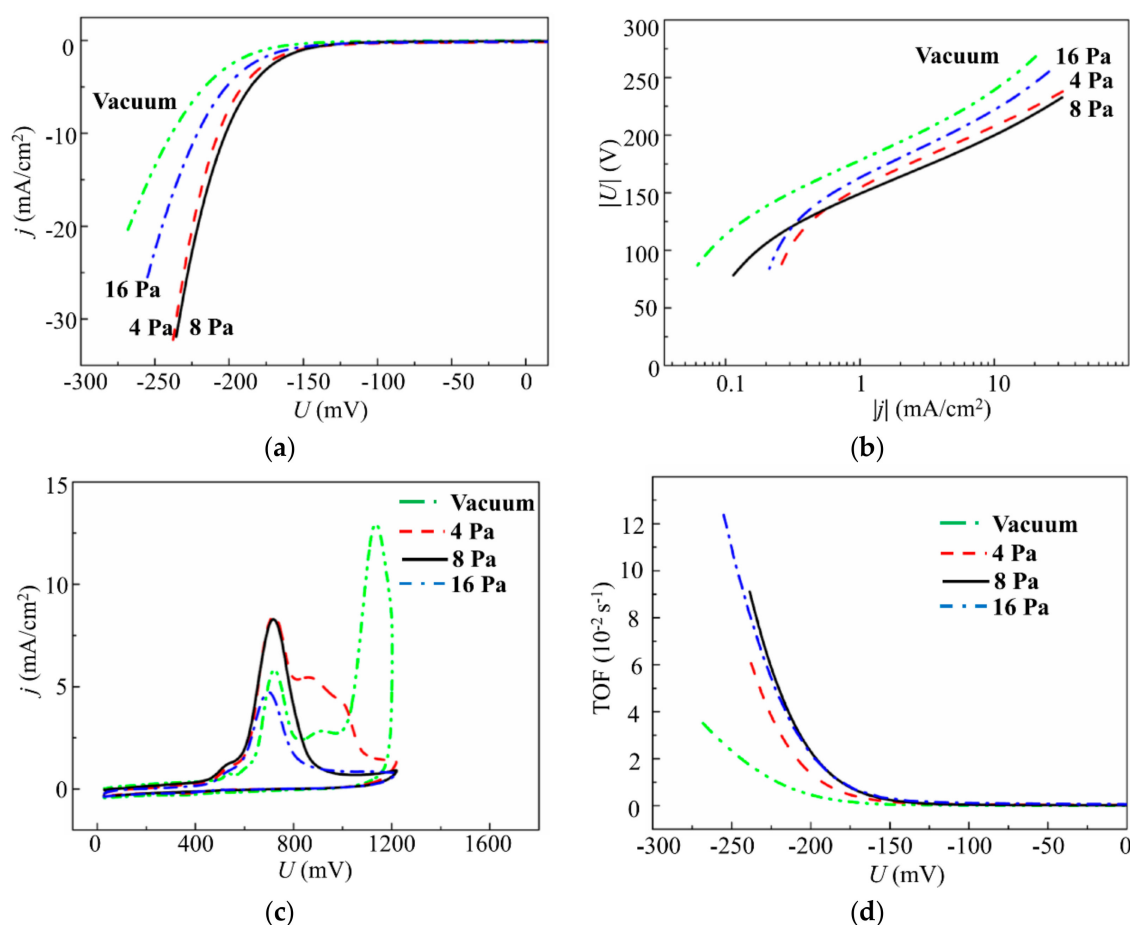 0
-10
-20
-30
j (mA/cm²)
Vacuum
16 Pa
4 Pa
8 Pa
-300
-250
-200
-150
-100
-50
0
U (mV)
(a)
300
250
200
150
100
50
0
|U| (V)
Vacuum
16 Pa
4 Pa
8 Pa
0.1
1
10
|j| (mA/cm²)
(b)
15
10
5
0
j (mA/cm²)
Vacuum
4 Pa
8 Pa
16 Pa
0
400
800
1200
1600
U (mV)
(c)
12
10
8
6
4
2
0
TOF (10⁻² s⁻¹)
Vacuum
4 Pa
8 Pa
16 Pa
-300
-250
-200
-150
-100
-50
0
U (mV)
(d)